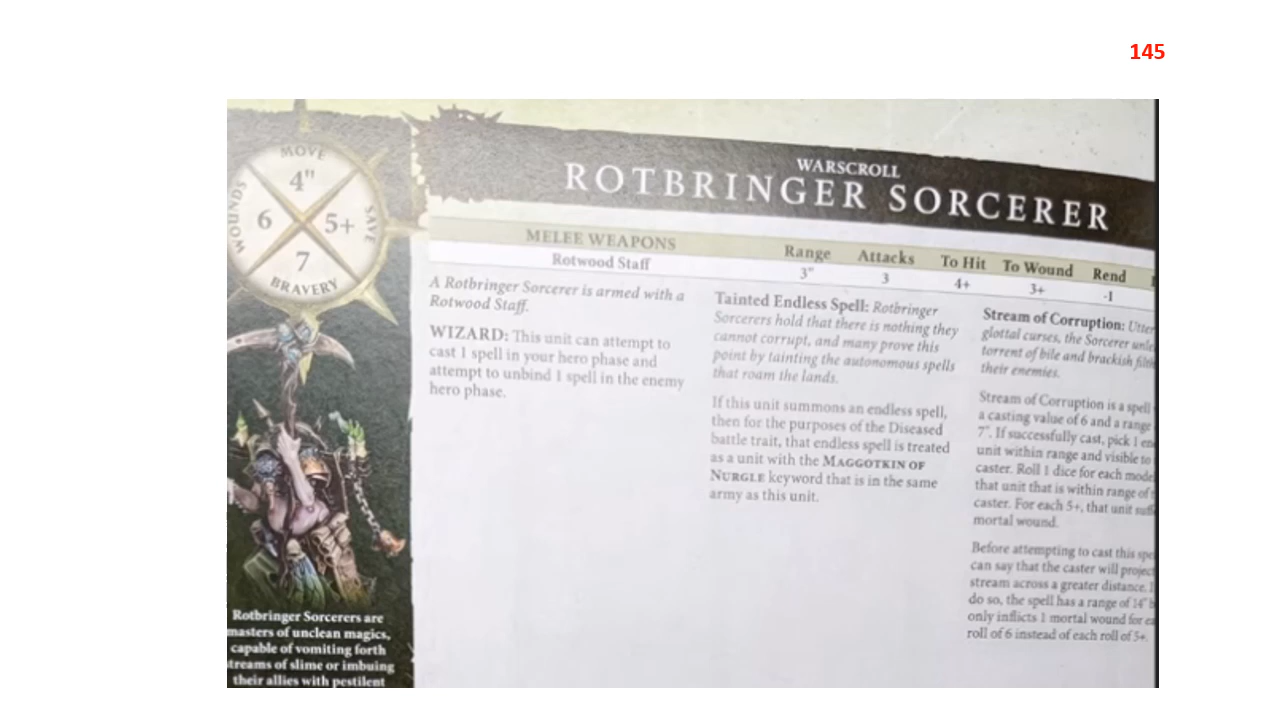 145
MOVE
4"
WOUNDS
6
5+
SAVE
7
BRAVERY
WARSCROLL
ROTBRINGER SORCERER
MELEE WEAPONS Range Attacks To Hit To Wound Rend
Rotwood Staff 3" 3 4+ 3+ -1
A Rotbringer Sorcerer is armed with a
Rotwood Staff.
WIZARD: This unit can attempt to
cast 1 spell in your hero phase and
attempt to unbind 1 spell in the enemy
hero phase.
Tainted Endless Spell: Rotbringer
Sorcerers hold that there is nothing they
cannot corrupt, and many prove this
point by tainting the autonomous spells
that roam the lands.
If this unit summons an endless spell,
then for the purposes of the Diseased
battle trait, that endless spell is treated
as a unit with the MAGGOTKIN OF
NURGLE keyword that is in the same
army as this unit.
Stream of Corruption:
glottal curses, the Sorcerer
torrent of bile and brackish
their enemies.
Stream of Corruption is a spell
a casting value of 6 and a range
7". If successfully cast, pick 1
unit within range and visible to
caster. Roll 1 dice for each
that unit that is within range of
caster. For each 5+, that unit
mortal wound.
Before attempting to cast this
can say that the caster will project
stream across a greater distance.
do so, the spell has a range of 14"
only inflicts 1 mortal wound for
roll of 6 instead of each roll of 5+.
Rotbringer Sorcerers are
masters of unclean magics,
capable of vomiting forth
streams of slime or imbuing
their allies with pestilent